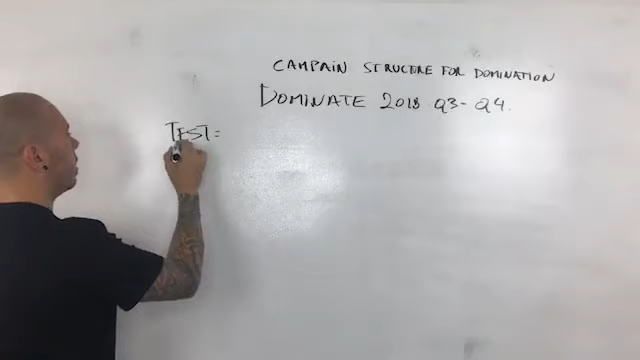 CAMPAIN STRUCTURE FOR DOMINATION
DOMINATE 2018 Q3-Q4.
TEST=